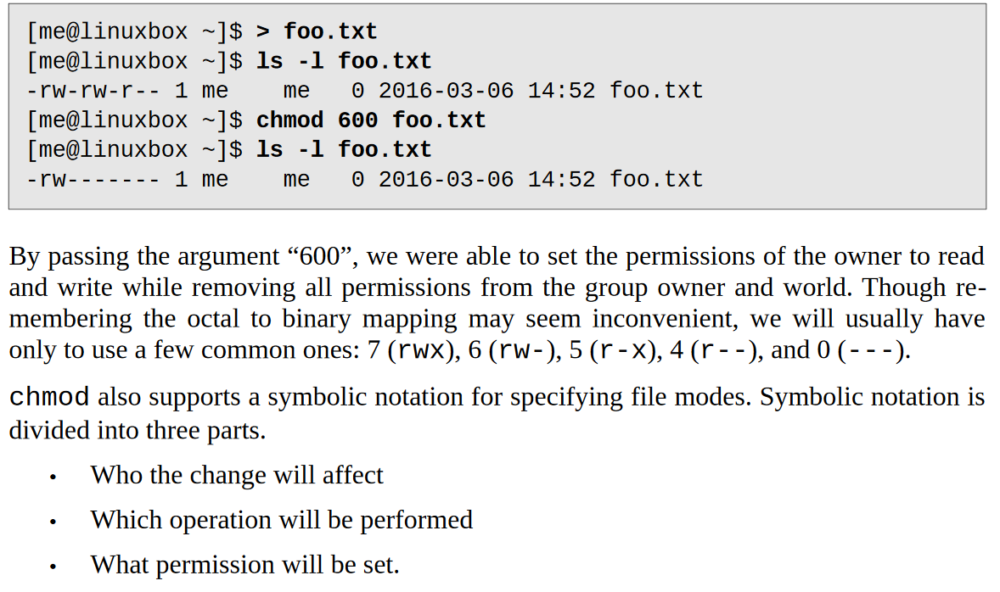 [me@linuxbox ~]$ > foo.txt
[me@linuxbox ~]$ ls -l foo.txt
-rw-rw-r-- 1 me    me   0 2016-03-06 14:52 foo.txt
[me@linuxbox ~]$ chmod 600 foo.txt
[me@linuxbox ~]$ ls -l foo.txt
-rw------- 1 me    me   0 2016-03-06 14:52 foo.txt
By passing the argument “600”, we were able to set the permissions of the owner to read
and write while removing all permissions from the group owner and world. Though re-
membering the octal to binary mapping may seem inconvenient, we will usually have
only to use a few common ones: 7 (rwx), 6 (rw-), 5 (r-x), 4 (r--), and 0 (---).
chmod also supports a symbolic notation for specifying file modes. Symbolic notation is
divided into three parts.
• Who the change will affect
• Which operation will be performed
• What permission will be set.